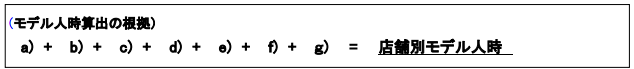 (モデル人時算出の根拠)
a) + b) + c) + d) + e) + f) + g) = 店舗別モデル人時